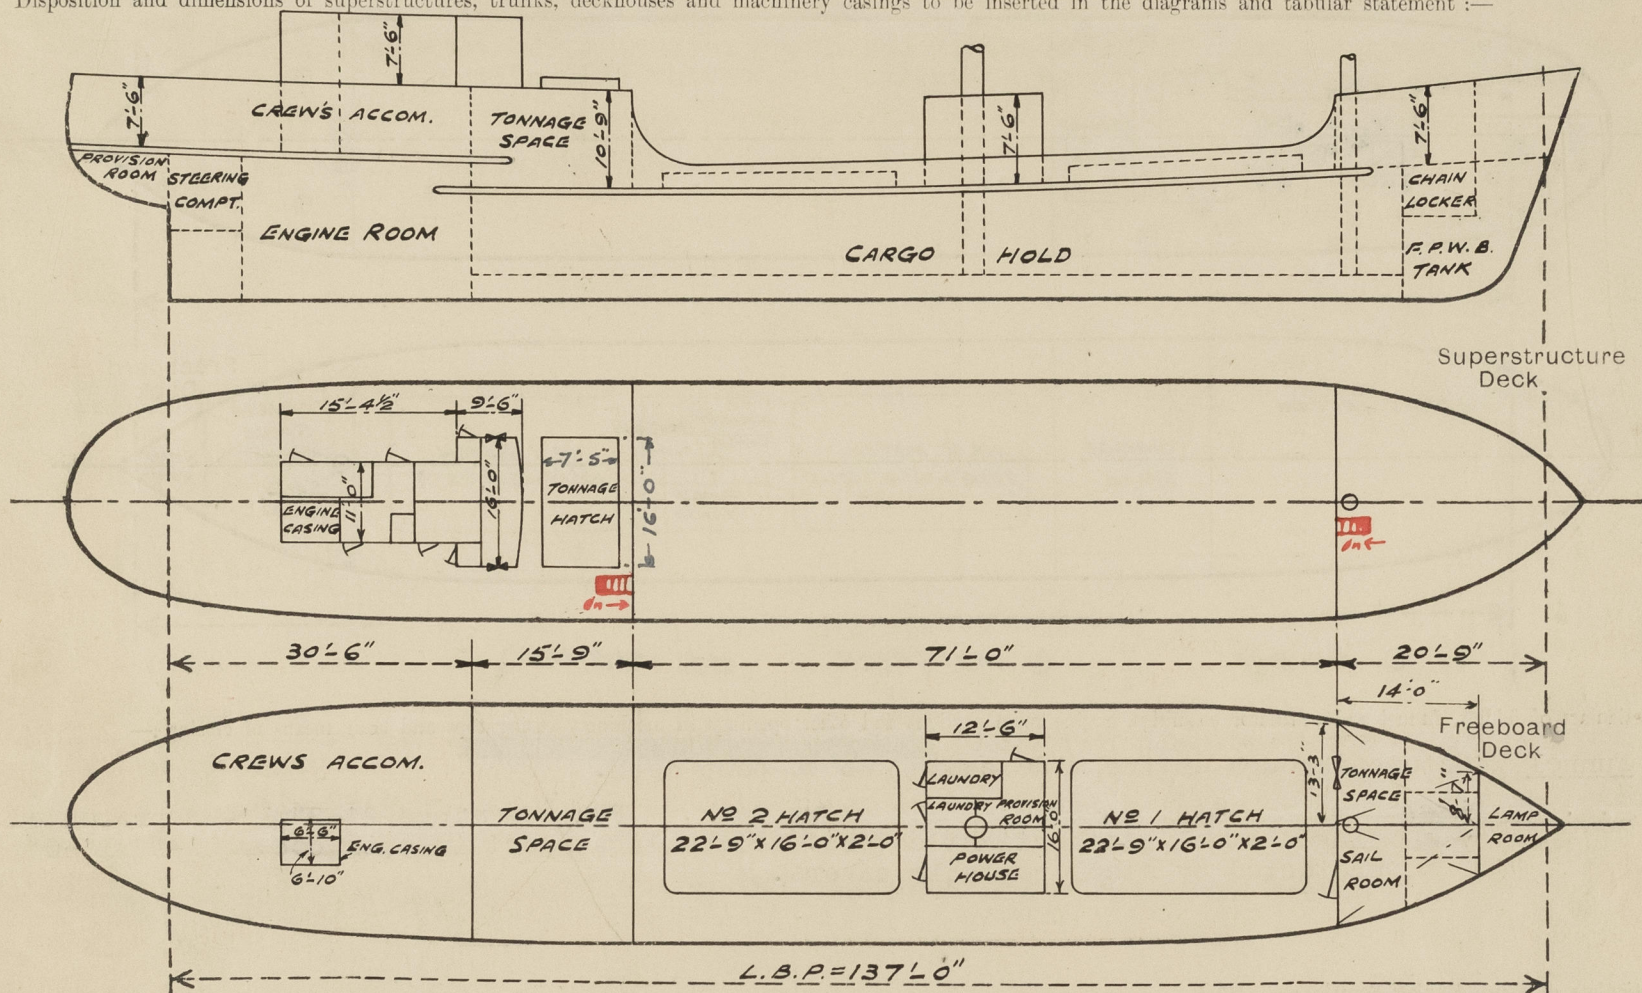 Disposition and dimensions of superstructures, trunks, deckhouses and machinery casings to be inserted in the diagrams and tabular statement :—
7'-6"
7'-6"
CREW'S ACCOM.
TONNAGE
SPACE
10'-9"
7'-6"
7'-6"
PROVISION
ROOM
STEERING
COMPT.
ENGINE ROOM
CARGO HOLD
CHAIN
LOCKER
F.P.W.B.
TANK
Superstructure
Deck
15'-4½"
9'-6"
ENGINE
CASING
11'-0"
16'-0"
7'-5"
TONNAGE
HATCH
16'-0"
dn→
dn←
30'-6"
15'-9"
71'-0"
20'-9"
14'-0"
Freeboard
Deck
CREWS ACCOM.
6'-6"
ENG. CASING
6'-10"
TONNAGE
SPACE
Nº 2 HATCH
22'-9"x16'-0"x2'-0"
12'-6"
LAUNDRY
LAUNDRY
PROVISION
ROOM
16'-0"
POWER
HOUSE
Nº 1 HATCH
22'-9"x16'-0"x2'-0"
13'-3"
TONNAGE
SPACE
SAIL
ROOM
LAMP
ROOM
L.B.P.=137'-0"